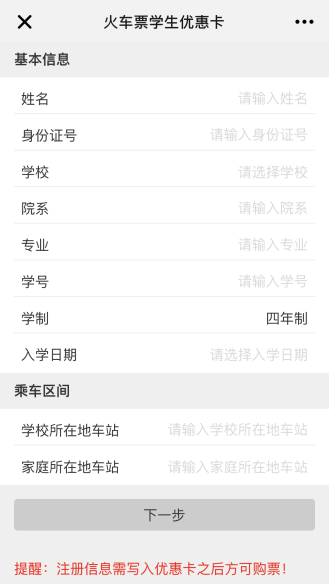 火车票学生优惠卡
基本信息
姓名 请输入姓名
身份证号 请输入身份证号
学校 请选择学校
院系 请输入院系
专业 请输入专业
学号 请输入学号
学制 四年制
入学日期 请选择入学日期
乘车区间
学校所在地车站 请输入学校所在地车站
家庭所在地车站 请输入家庭所在地车站
下一步
提醒：注册信息需写入优惠卡之后方可购票！